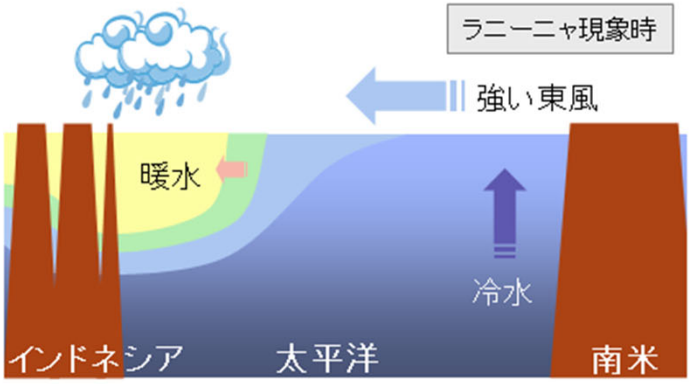 ラニーニャ現象時
強い東風
暖水
冷水
インドネシア
太平洋
南米